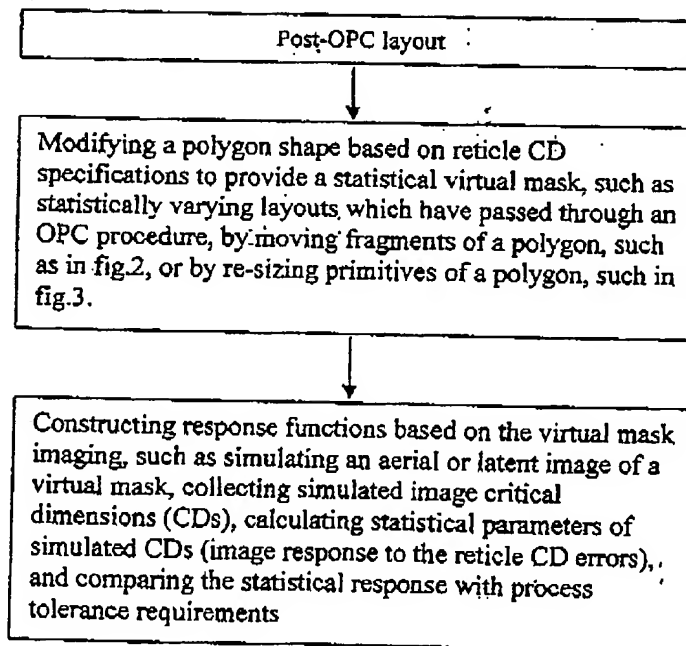 Post-OPC layout
Modifying a polygon shape based on reticle CD
specifications to provide a statistical virtual mask, such as
statistically varying layouts which have passed through an
OPC procedure, by moving fragments of a polygon, such
as in fig.2, or by re-sizing primitives of a polygon, such in
fig.3.
Constructing response functions based on the virtual mask
imaging, such as simulating an aerial or latent image of a
virtual mask, collecting simulated image critical
dimensions (CDs), calculating statistical parameters of
simulated CDs (image response to the reticle CD errors),
and comparing the statistical response with process
tolerance requirements